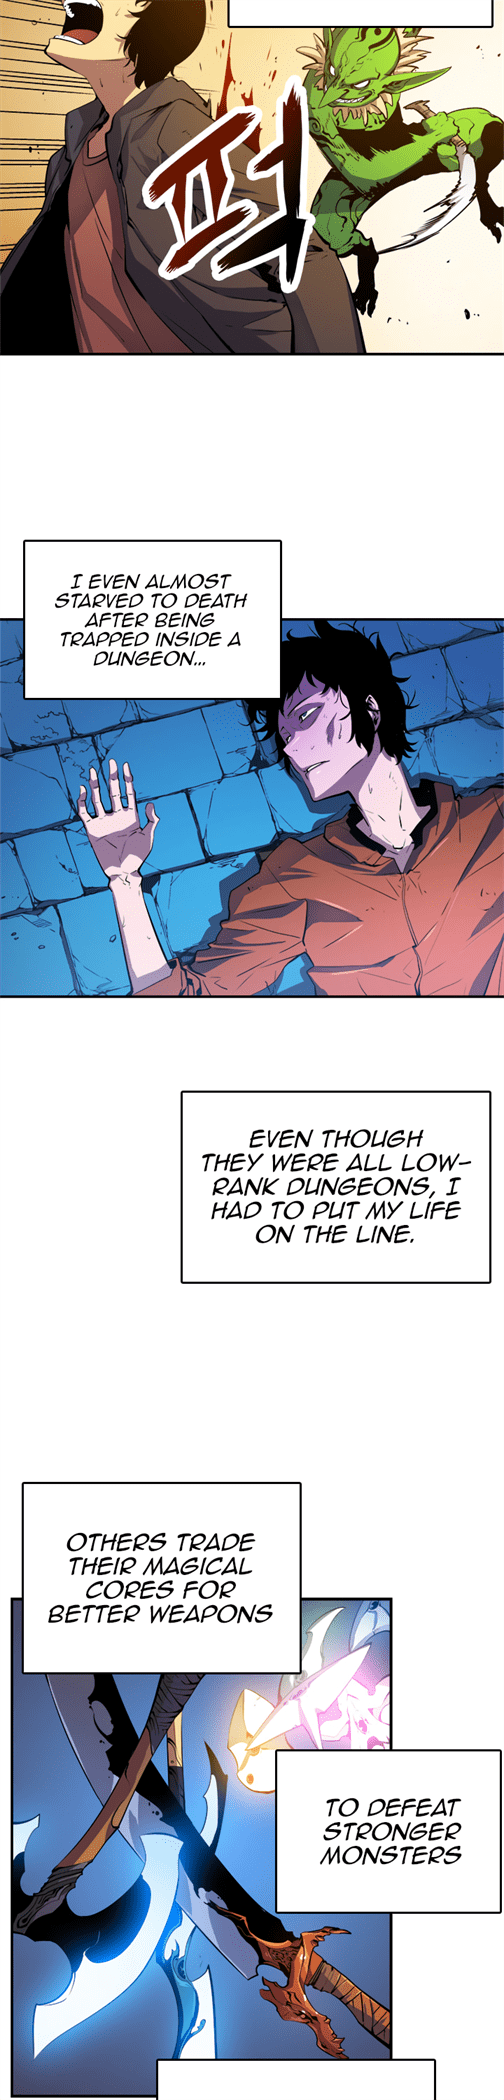 퍽
I EVEN ALMOST
STARVED TO DEATH
AFTER BEING
TRAPPED INSIDE A
DUNGEON...
EVEN THOUGH
THEY WERE ALL LOW-
RANK DUNGEONS, I
HAD TO PUT MY LIFE
ON THE LINE.
OTHERS TRADE
THEIR MAGICAL
CORES FOR
BETTER WEAPONS
TO DEFEAT
STRONGER
MONSTERS